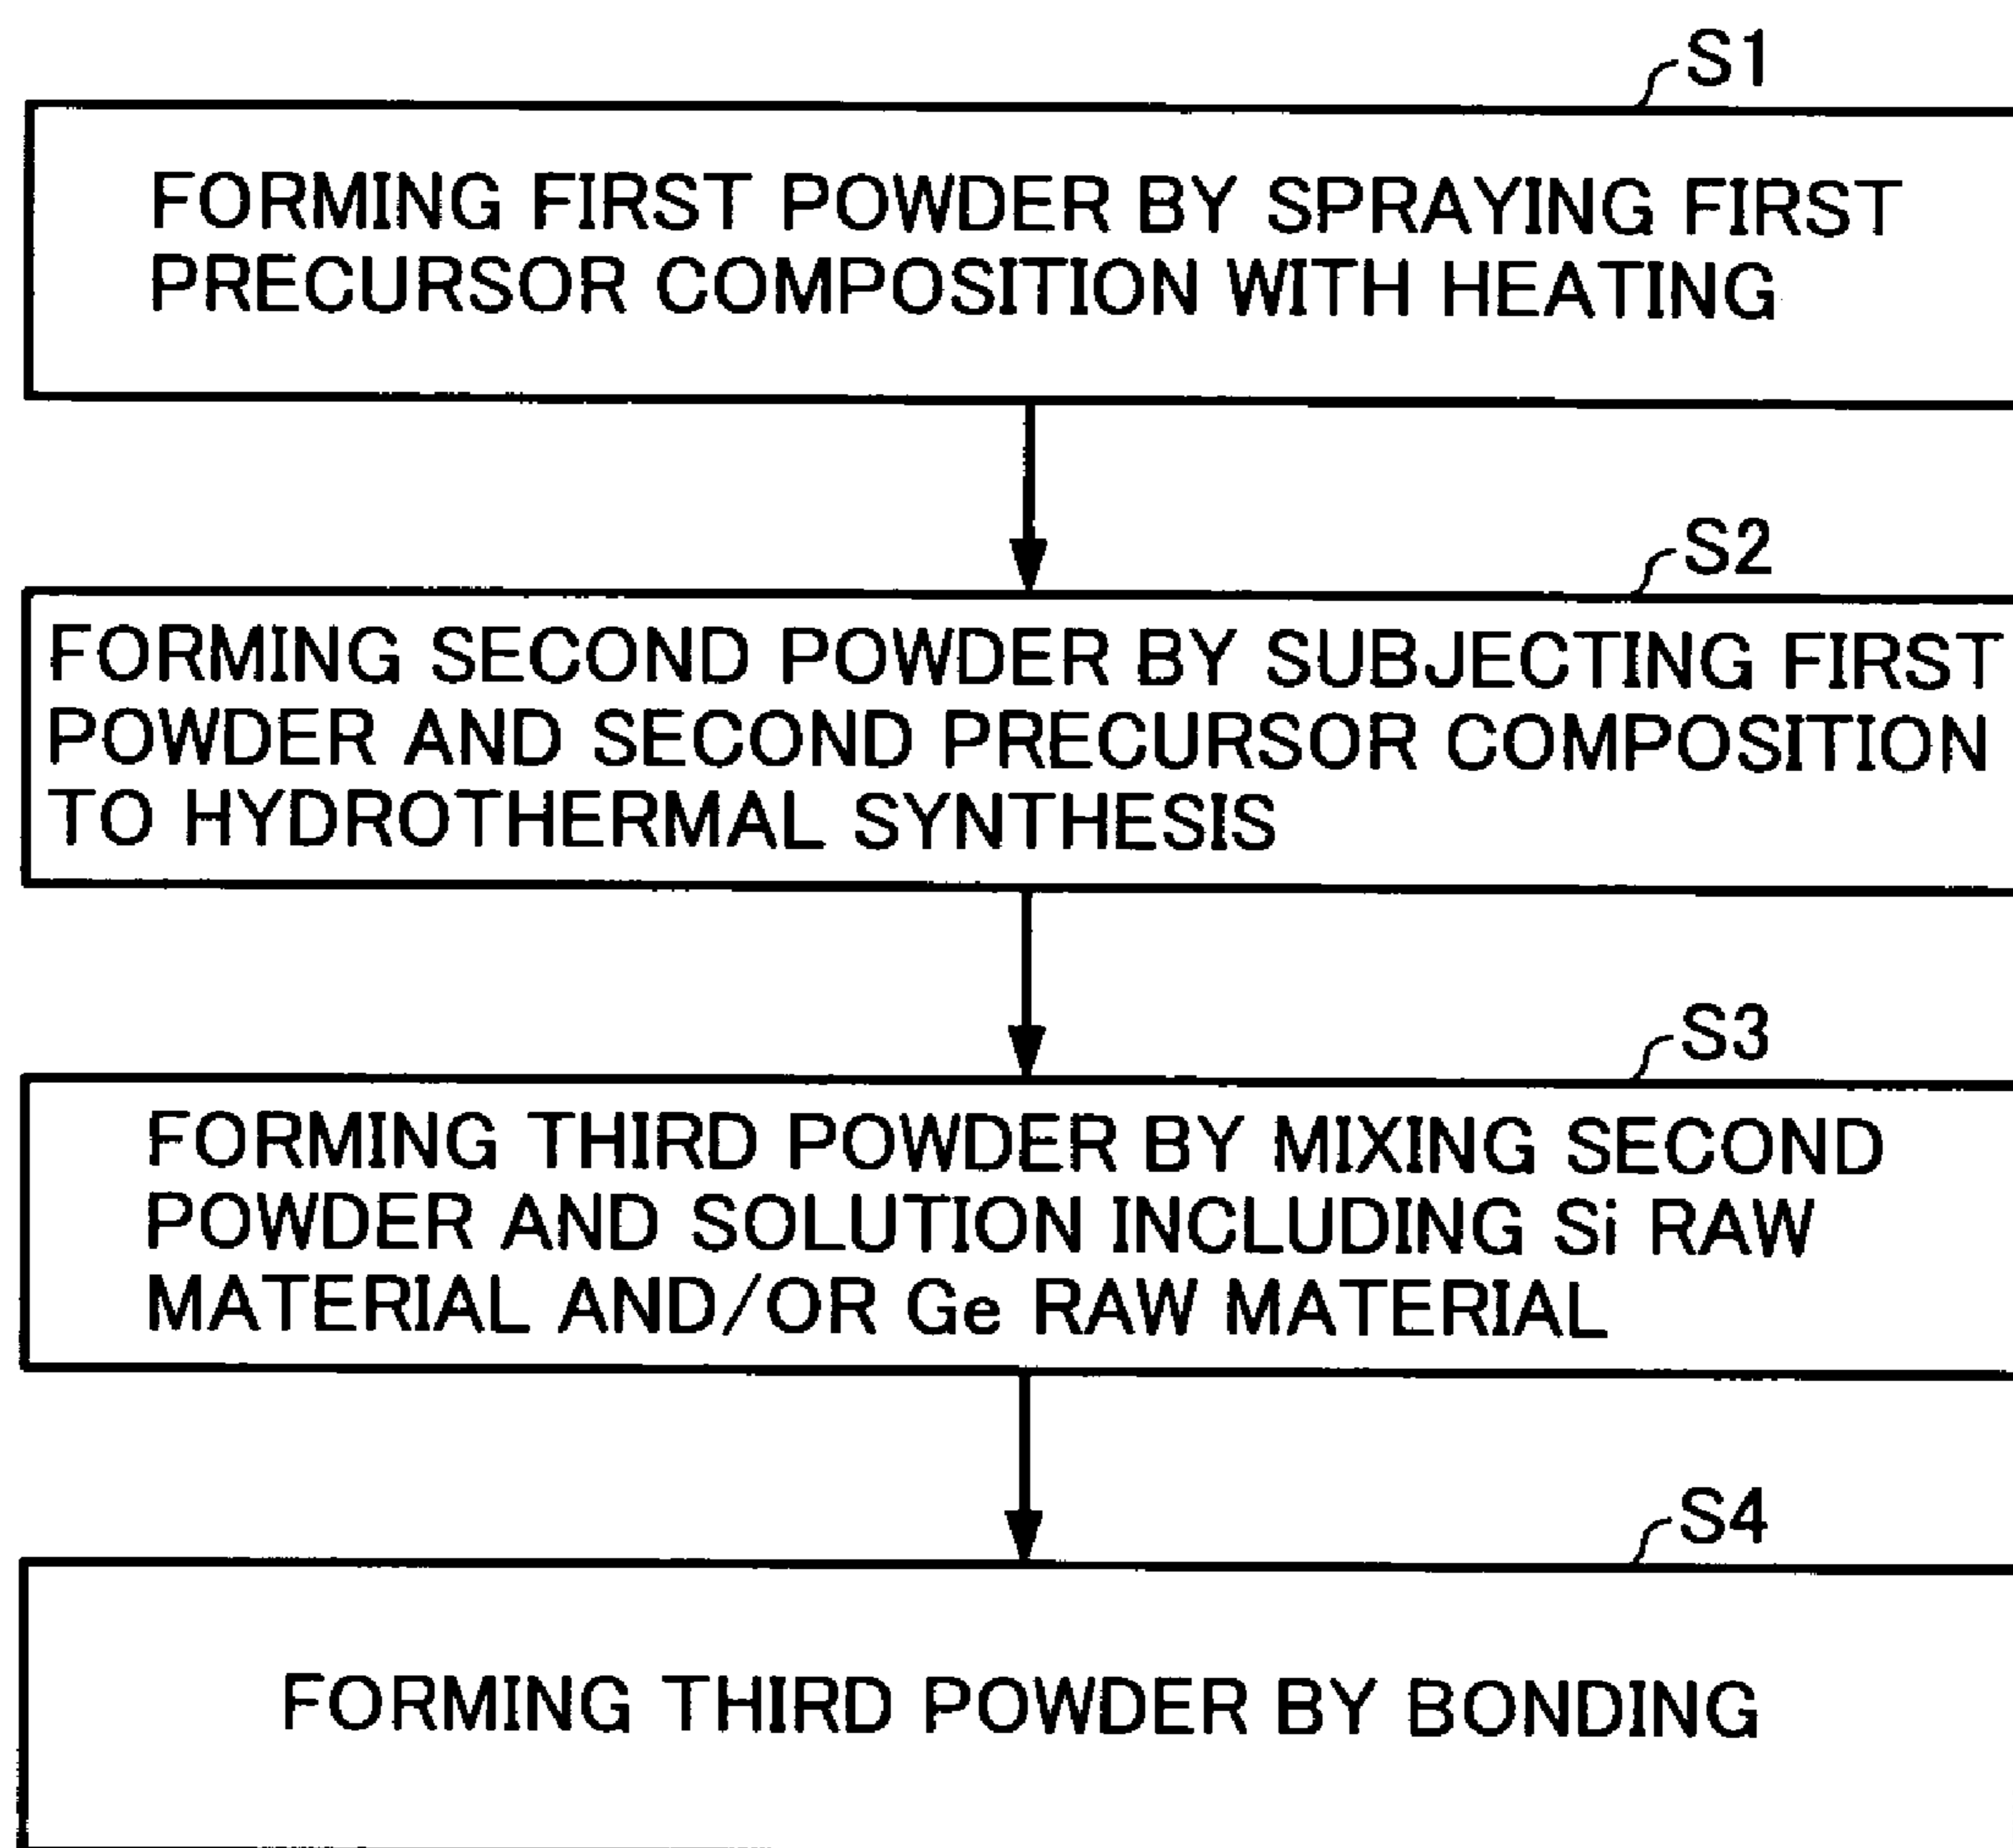 S1
FORMING FIRST POWDER BY SPRAYING FIRST
PRECURSOR COMPOSITION WITH HEATING
S2
FORMING SECOND POWDER BY SUBJECTING FIRST
POWDER AND SECOND PRECURSOR COMPOSITION
TO HYDROTHERMAL SYNTHESIS
S3
FORMING THIRD POWDER BY MIXING SECOND
POWDER AND SOLUTION INCLUDING Si RAW
MATERIAL AND/OR Ge RAW MATERIAL
S4
FORMING THIRD POWDER BY BONDING